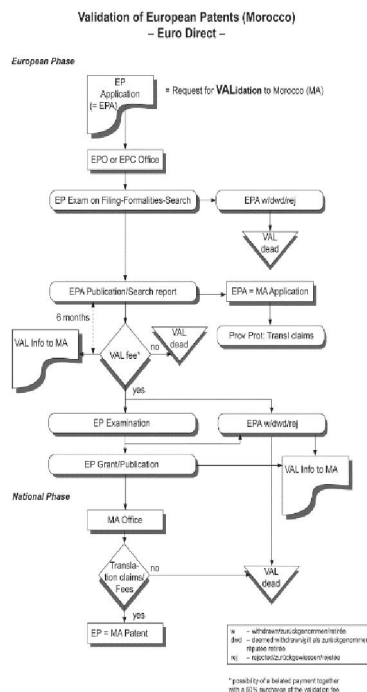 Validation of European Patents (Morocco)
– Euro Direct –
European Phase
EP
Application
(= EPA)
= Request for VALidation to Morocco (MA)
EPO or EPC Office
EP Exam on Filing-Formalities-Search
EPA w/dwd/rej
VAL
dead
EPA Publication/Search report
EPA = MA Application
6 months
Prov Prot: Transl claims
VAL Info to MA
VAL fee*
no
VAL
dead
yes
EP Examination
EPA w/dwd/rej
EP Grant/Publication
VAL Info to MA
National Phase
MA Office
Transla-
tion claims/
Fees
no
VAL
dead
yes
EP = MA Patent
w – withdrawn/zurückgenommen/retirée
dwd – deemed withdrawn/gilt als zurückgenommen/
réputée retirée
rej – rejected/zurückgewiesen/rejetée
* possibility of a belated payment together
with a 50% surcharge of the validation fee